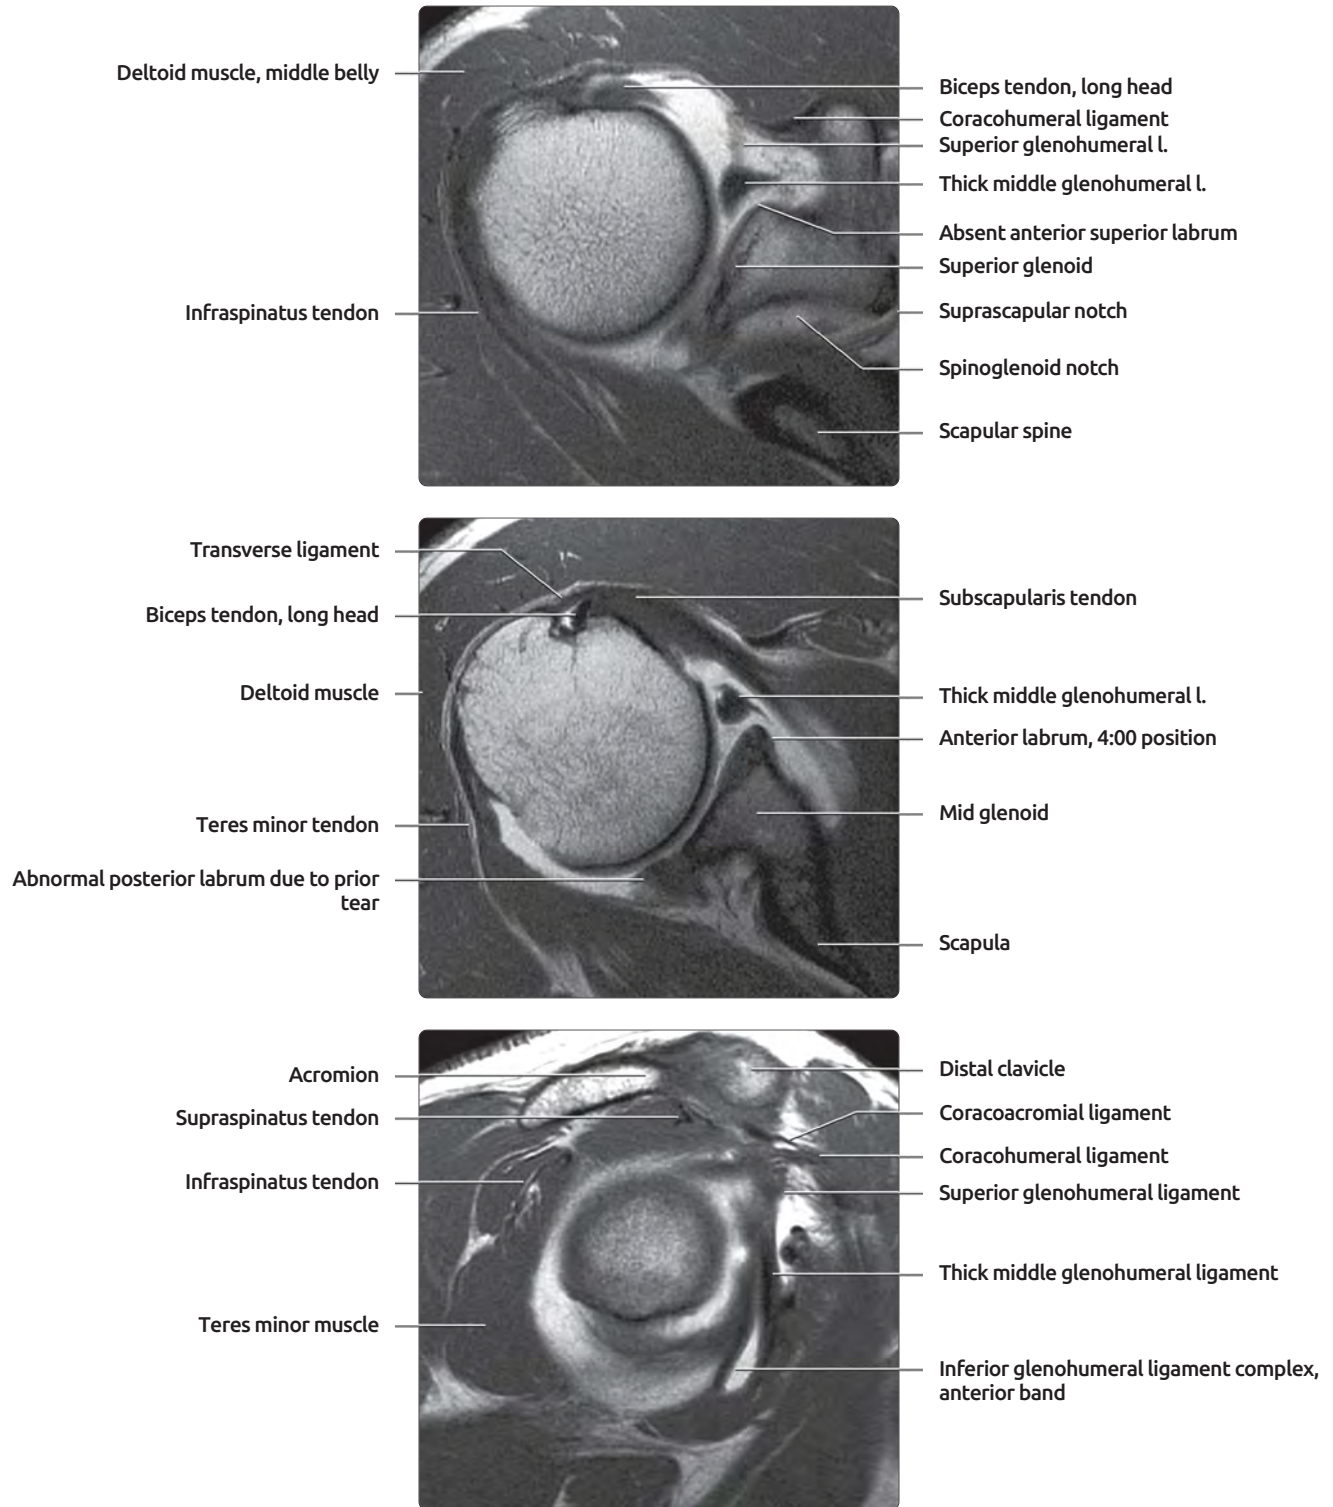 Deltoid muscle, middle belly
Infraspinatus tendon
Biceps tendon, long head
Coracohumeral ligament
Superior glenohumeral l.
Thick middle glenohumeral l.
Absent anterior superior labrum
Superior glenoid
Suprascapular notch
Spinoglenoid notch
Scapular spine
Transverse ligament
Biceps tendon, long head
Deltoid muscle
Teres minor tendon
Abnormal posterior labrum due to prior
tear
Subscapularis tendon
Thick middle glenohumeral l.
Anterior labrum, 4:00 position
Mid glenoid
Scapula
Acromion
Supraspinatus tendon
Infraspinatus tendon
Teres minor muscle
Distal clavicle
Coracoacromial ligament
Coracohumeral ligament
Superior glenohumeral ligament
Thick middle glenohumeral ligament
Inferior glenohumeral ligament complex,
anterior band